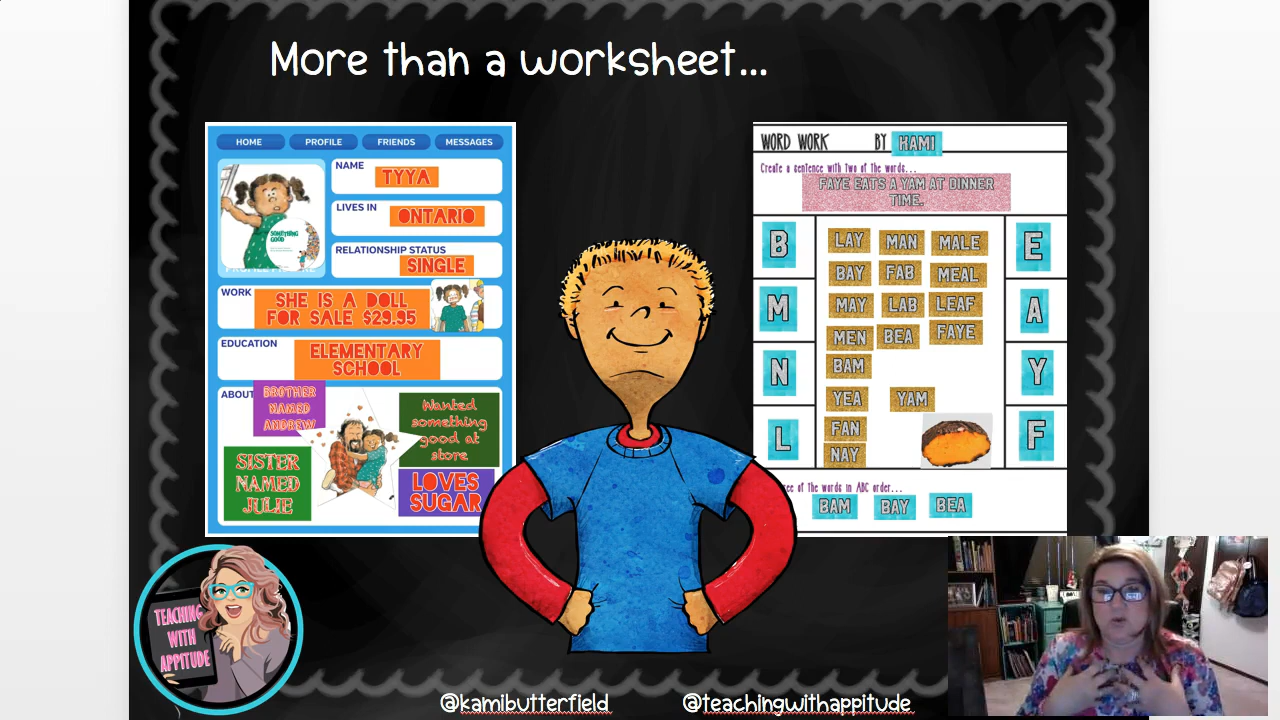 More than a worksheet...
HOME PROFILE FRIENDS MESSAGES
NAME
TYYA
LIVES IN
ONTARIO
RELATIONSHIP STATUS
SINGLE
SOMETHING
GOOD
WORK
SHE IS A DOLL
FOR SALE $29.95
EDUCATION
ELEMENTARY
SCHOOL
ABOUT
BROTHER
NAMED
ANDREW
Wanted
something
good at
store
SISTER
NAMED
JULIE
LOVES
SUGAR
WORD WORK BY KAMI
Create a sentence with two of the words...
FAYE EATS A YAM AT DINNER
TIME.
B
M
N
L
LAY MAN MALE
BAY FAB MEAL
MAY LAB LEAF
MEN BEA FAYE
BAM
YEA YAM
FAN
NAY
E
A
Y
F
of the words in ABC order...
BAM BAY BEA
TEACHING
WITH
APPITUDE
@kamibutterfield @teachingwithappitude